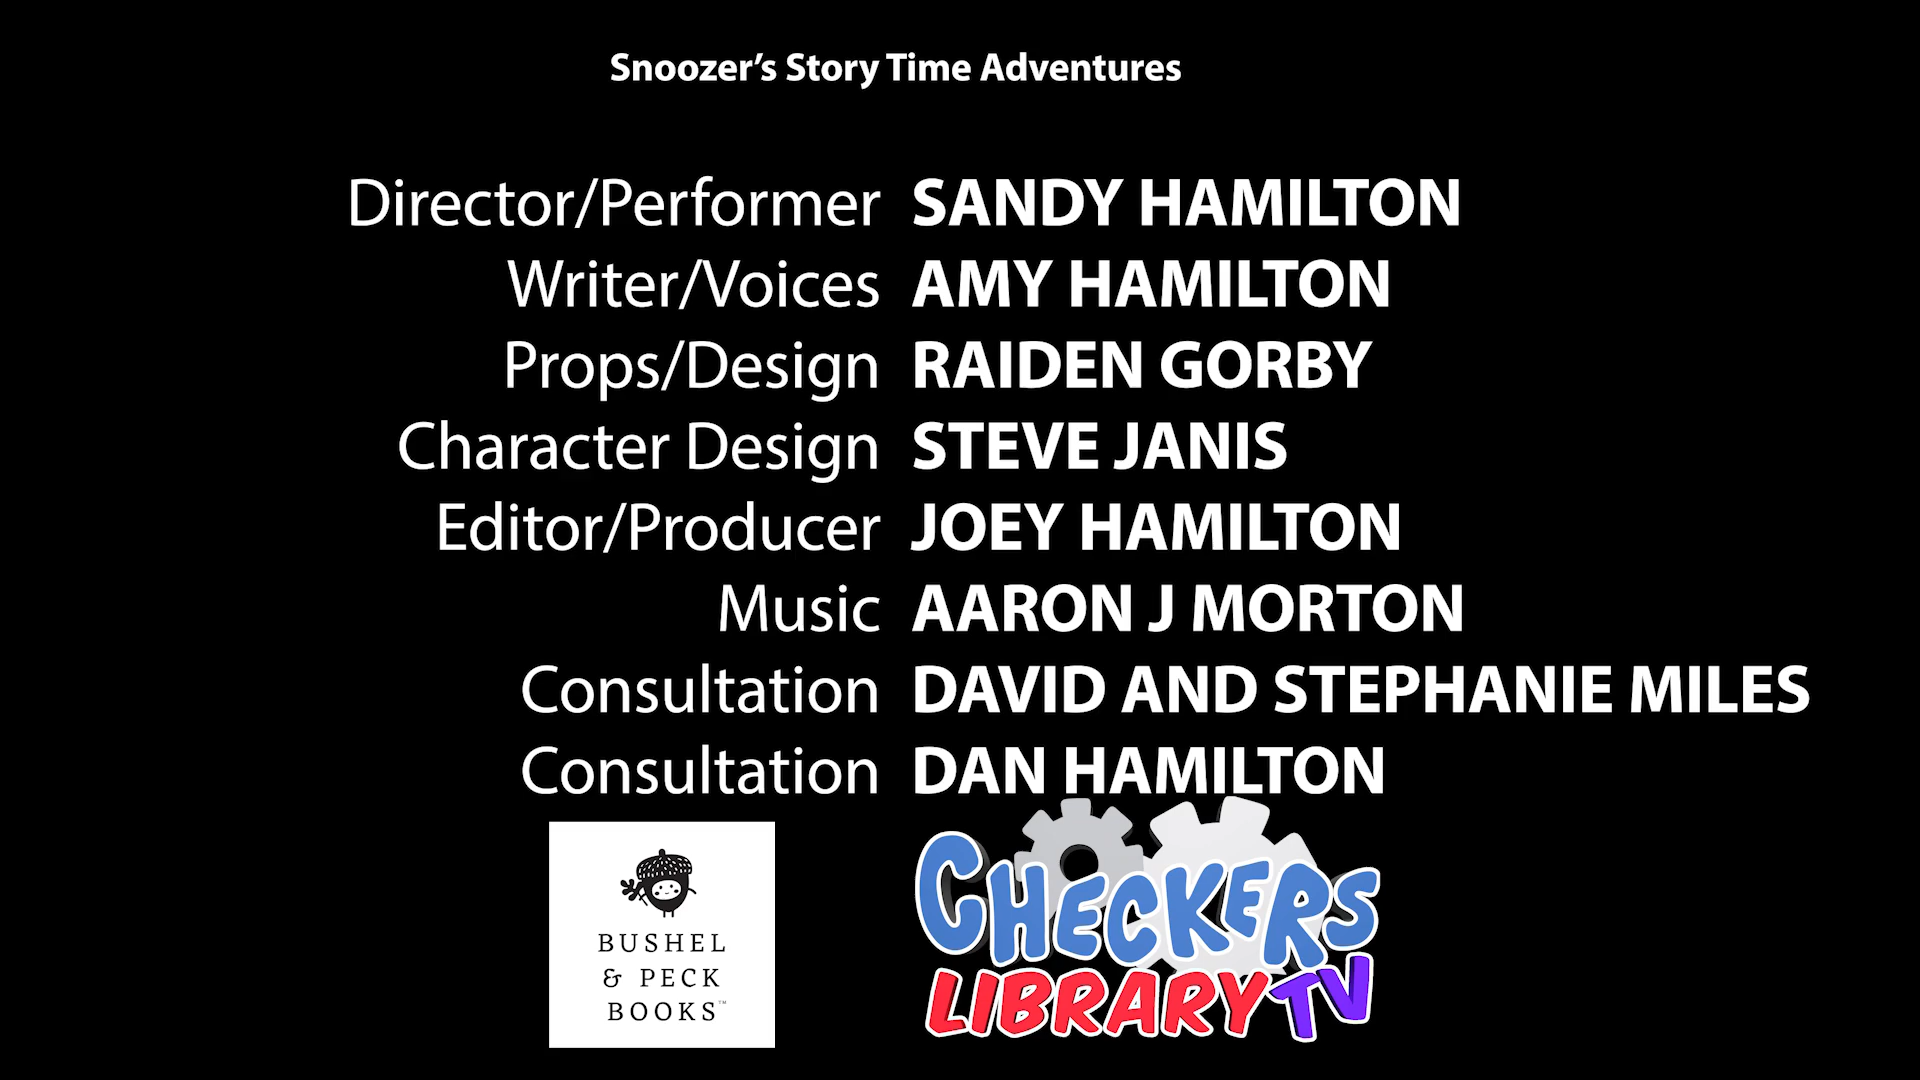 Snoozer’s Story Time Adventures
Director/Performer SANDY HAMILTON
Writer/Voices AMY HAMILTON
Props/Design RAIDEN GORBY
Character Design STEVE JANIS
Editor/Producer JOEY HAMILTON
Music AARON J MORTON
Consultation DAVID AND STEPHANIE MILES
Consultation DAN HAMILTON
BUSHEL
& PECK
BOOKS™
CHECKERS
LIBRARY TV